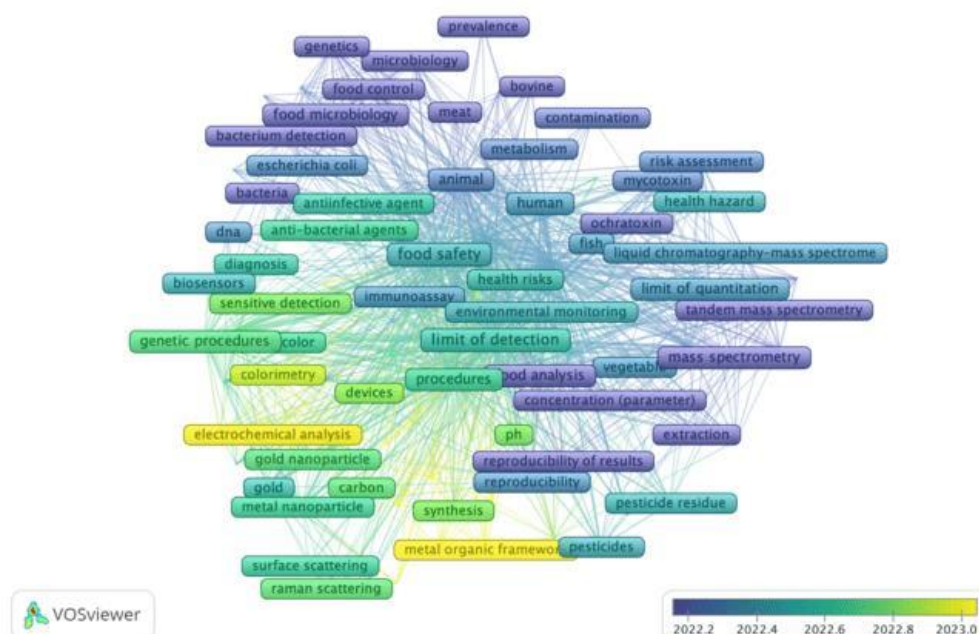 prevalence
genetics
microbiology
food control
bovine
food microbiology
meat
contamination
bacterium detection
metabolism
escherichia coli
risk assessment
animal
mycotoxin
bacteria
antiinfective agent
human
health hazard
ochratoxin
dna
anti-bacterial agents
fish
food safety
liquid chromatography-mass spectrome
diagnosis
health risks
biosensors
limit of quantitation
sensitive detection
immunoassay
environmental monitoring
tandem mass spectrometry
genetic procedures
color
limit of detection
mass spectrometry
vegetable
colorimetry
procedures
ood analysis
devices
concentration (parameter)
electrochemical analysis
ph
extraction
gold nanoparticle
reproducibility of results
gold
carbon
reproducibility
metal nanoparticle
synthesis
pesticide residue
metal organic framewor
pesticides
surface scattering
raman scattering
VOSviewer
2022.2 2022.4 2022.6 2022.8 2023.0